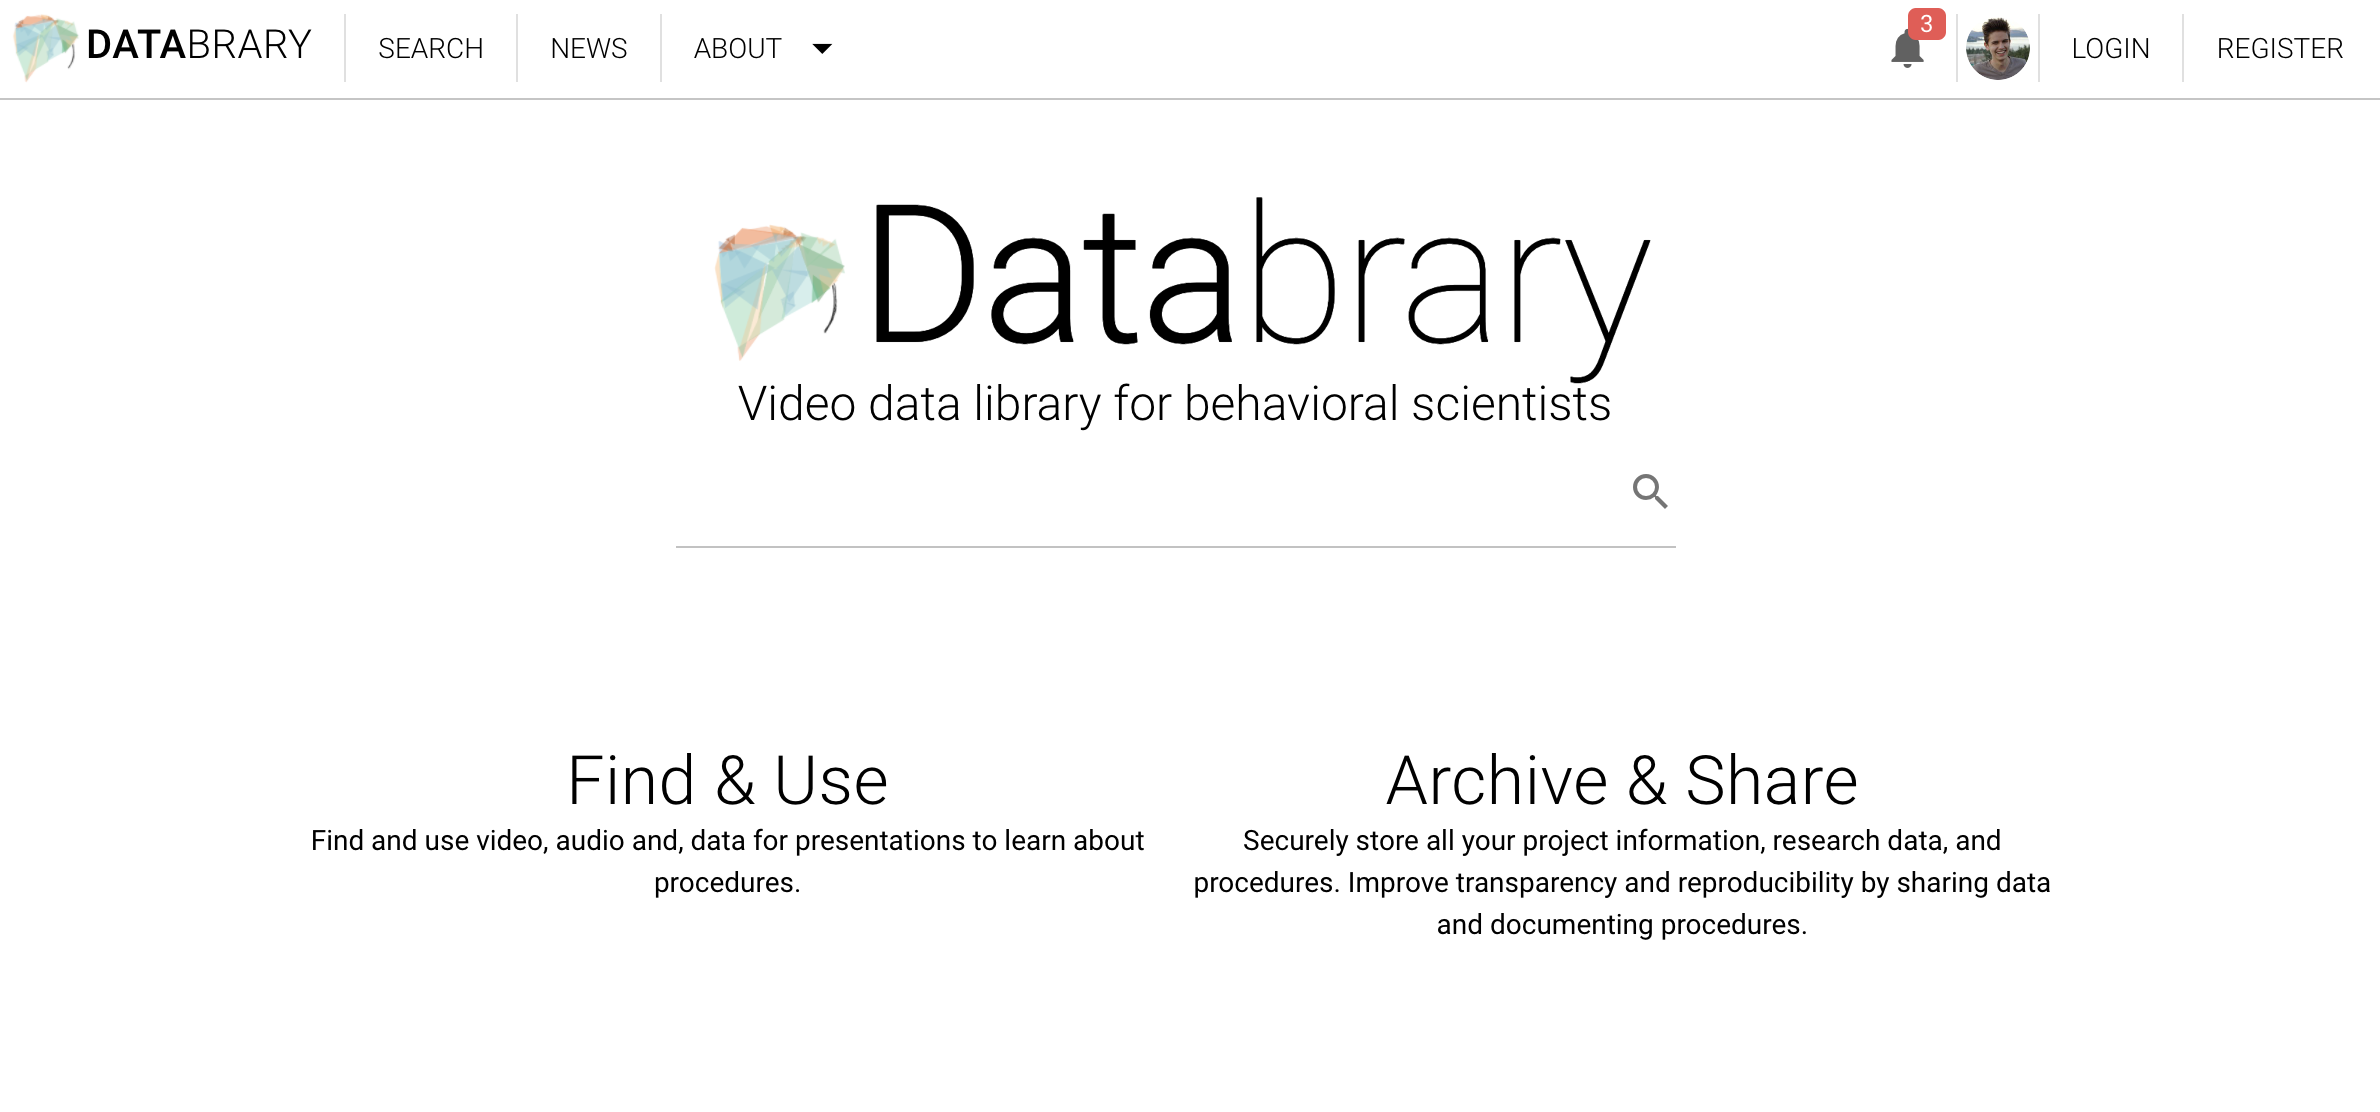 DATABRARY
SEARCH
NEWS
ABOUT
3
LOGIN
REGISTER
Databrary
Video data library for behavioral scientists
Find & Use
Find and use video, audio and, data for presentations to learn about
procedures.
Archive & Share
Securely store all your project information, research data, and
procedures. Improve transparency and reproducibility by sharing data
and documenting procedures.